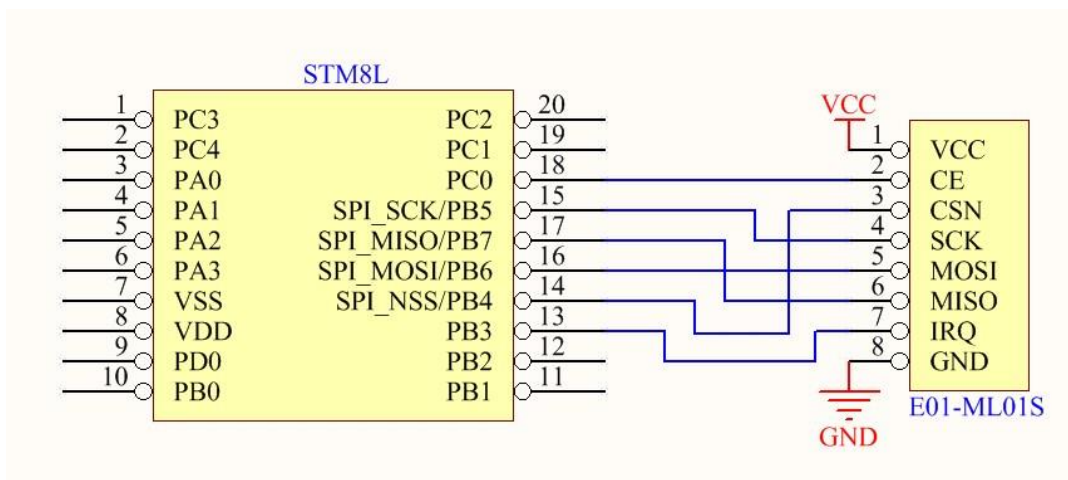 STM8L
1 PC3 PC2 20
2 PC4 PC1 19
3 PA0 PC0 18
4 PA1 SPI_SCK/PB5 15
5 PA2 SPI_MISO/PB7 17
6 PA3 SPI_MOSI/PB6 16
7 VSS SPI_NSS/PB4 14
8 VDD PB3 13
9 PD0 PB2 12
10 PB0 PB1 11
VCC
1 VCC
2 CE
3 CSN
4 SCK
5 MOSI
6 MISO
7 IRQ
8 GND
E01-ML01S
GND